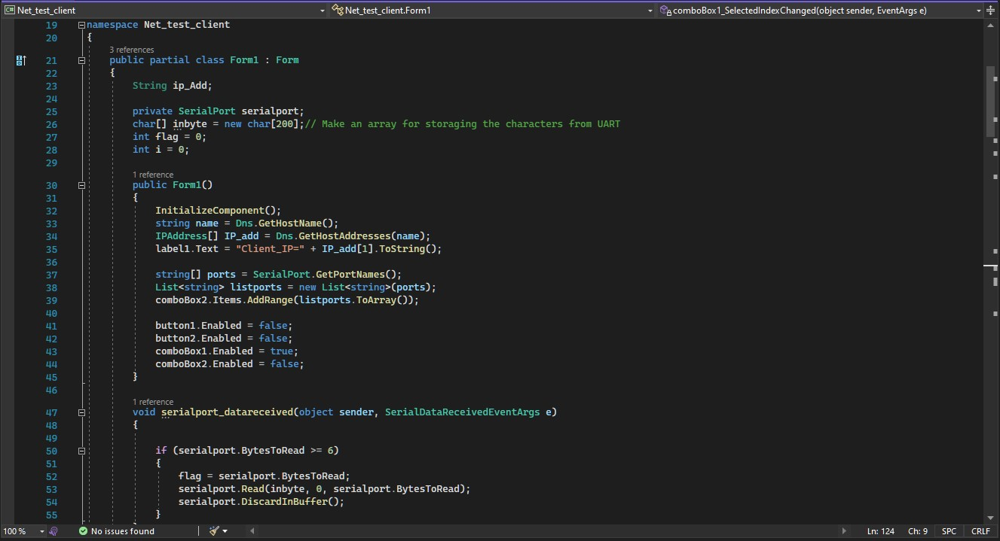 Net_test_client Net_test_client.Form1 comboBox1_SelectedIndexChanged(object sender, EventArgs e)
19 namespace Net_test_client
20 {
3 references
21 public partial class Form1 : Form
22 {
23 String ip_Add;
24
25 private SerialPort serialport;
26 char[] inbyte = new char[200];// Make an array for storaging the characters from UART
27 int flag = 0;
28 int i = 0;
29
1 reference
30 public Form1()
31 {
32 InitializeComponent();
33 string name = Dns.GetHostName();
34 IPAddress[] IP_add = Dns.GetHostAddresses(name);
35 label1.Text = "Client_IP=" + IP_add[1].ToString();
36
37 string[] ports = SerialPort.GetPortNames();
38 List<string> listports = new List<string>(ports);
39 comboBox2.Items.AddRange(listports.ToArray());
40
41 button1.Enabled = false;
42 button2.Enabled = false;
43 comboBox1.Enabled = true;
44 comboBox2.Enabled = false;
45 }
46
1 reference
47 void serialport_datareceived(object sender, SerialDataReceivedEventArgs e)
48 {
49
50 if (serialport.BytesToRead >= 6)
51 {
52 flag = serialport.BytesToRead;
53 serialport.Read(inbyte, 0, serialport.BytesToRead);
54 serialport.DiscardInBuffer();
55 }
100 % No issues found Ln: 124 Ch: 9 SPC CRLF